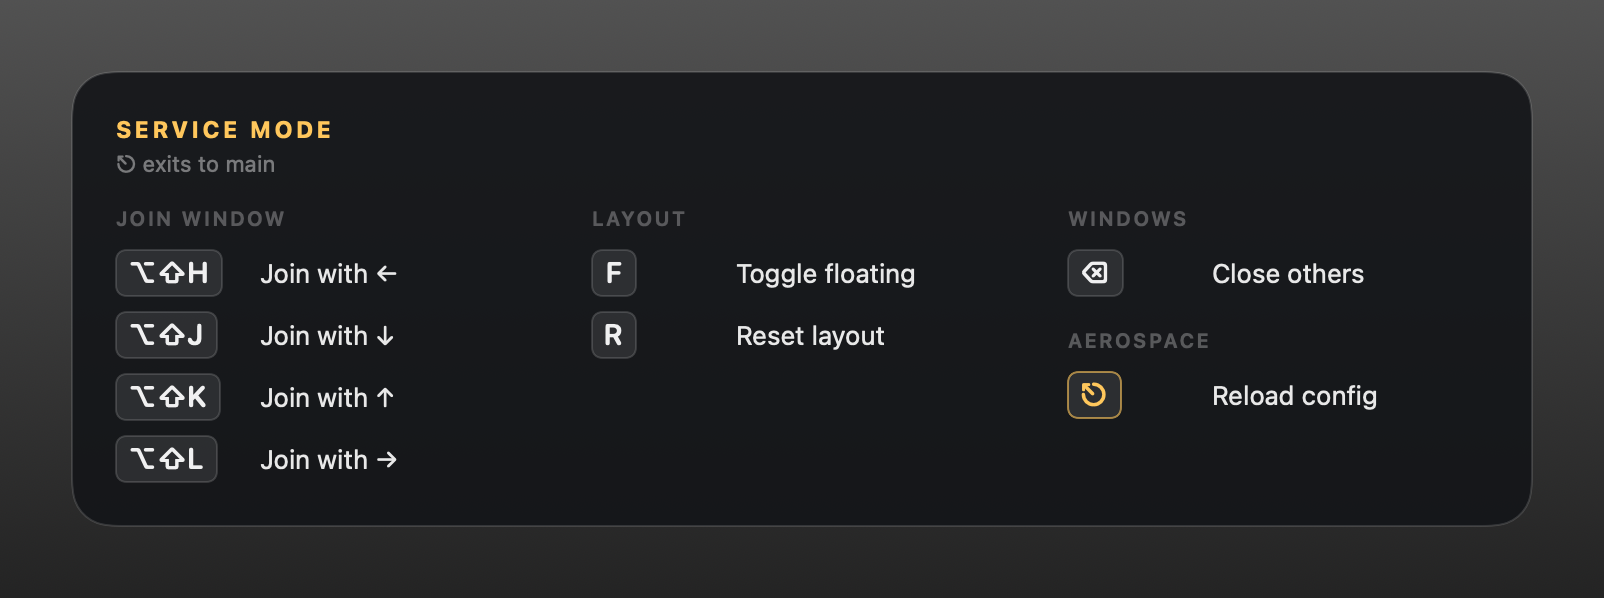 SERVICE MODE
⎋ exits to main
JOIN WINDOW
⌥⇧H Join with ←
⌥⇧J Join with ↓
⌥⇧K Join with ↑
⌥⇧L Join with →
LAYOUT
F Toggle floating
R Reset layout
WINDOWS
⌫ Close others
AEROSPACE
⎋ Reload config